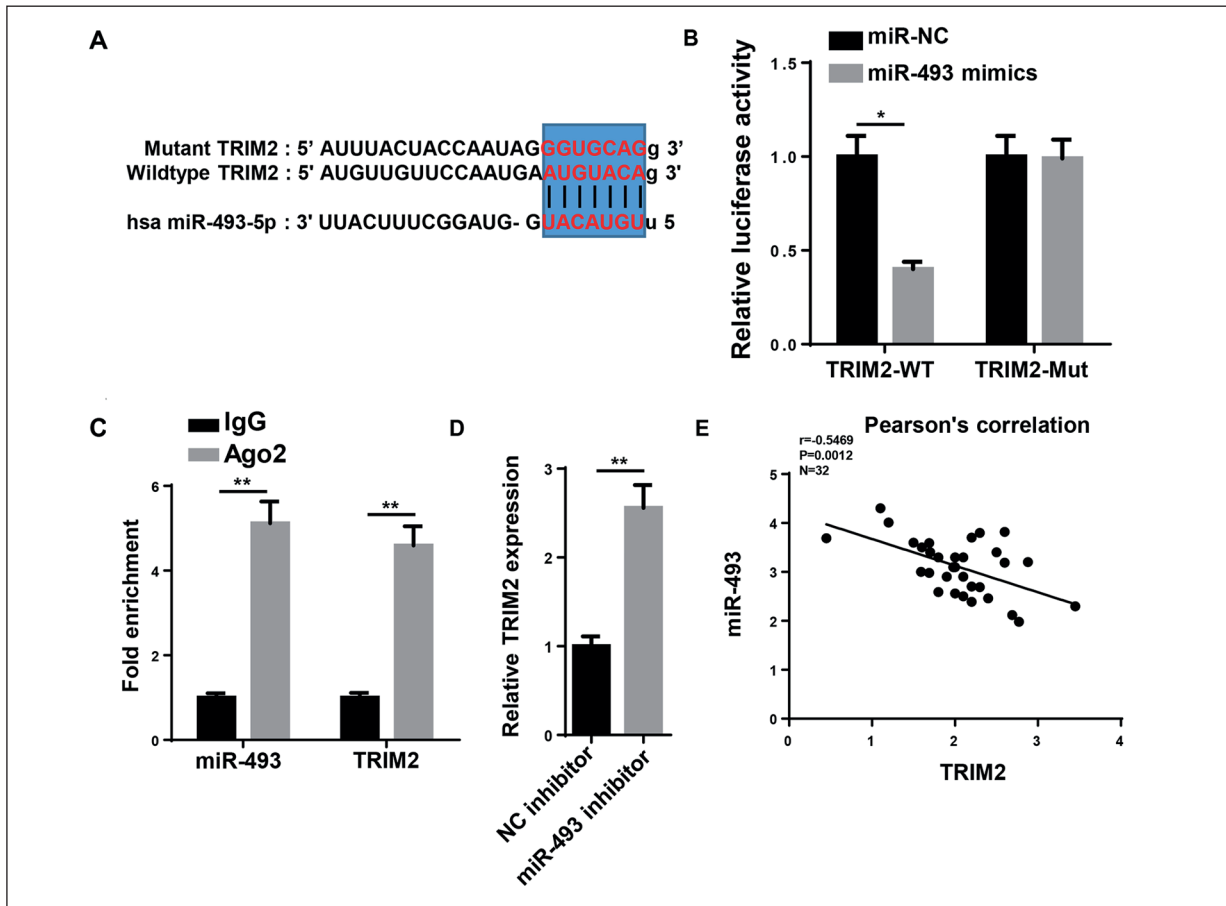 A
Mutant TRIM2 : 5' AUUUACUACCAAUAGGGUGCAGg 3'
Wildtype TRIM2 : 5' AUGUUGUUCCAAUGAAUGUACAg 3'
hsa miR-493-5p : 3' UUACUUUCGGAUG- GUACAUGUu 5
B
miR-NC
miR-493 mimics
Relative luciferase activity
1.5
1.0
0.5
0.0
*
TRIM2-WT
TRIM2-Mut
C
IgG
Ago2
Fold enrichment
6
4
2
0
**
**
miR-493
TRIM2
D
Relative TRIM2 expression
3
2
1
0
**
NC inhibitor
miR-493 inhibitor
E
Pearson's correlation
r=-0.5469
P=0.0012
N=32
miR-493
5
4
3
2
1
0
0
1
2
3
4
TRIM2